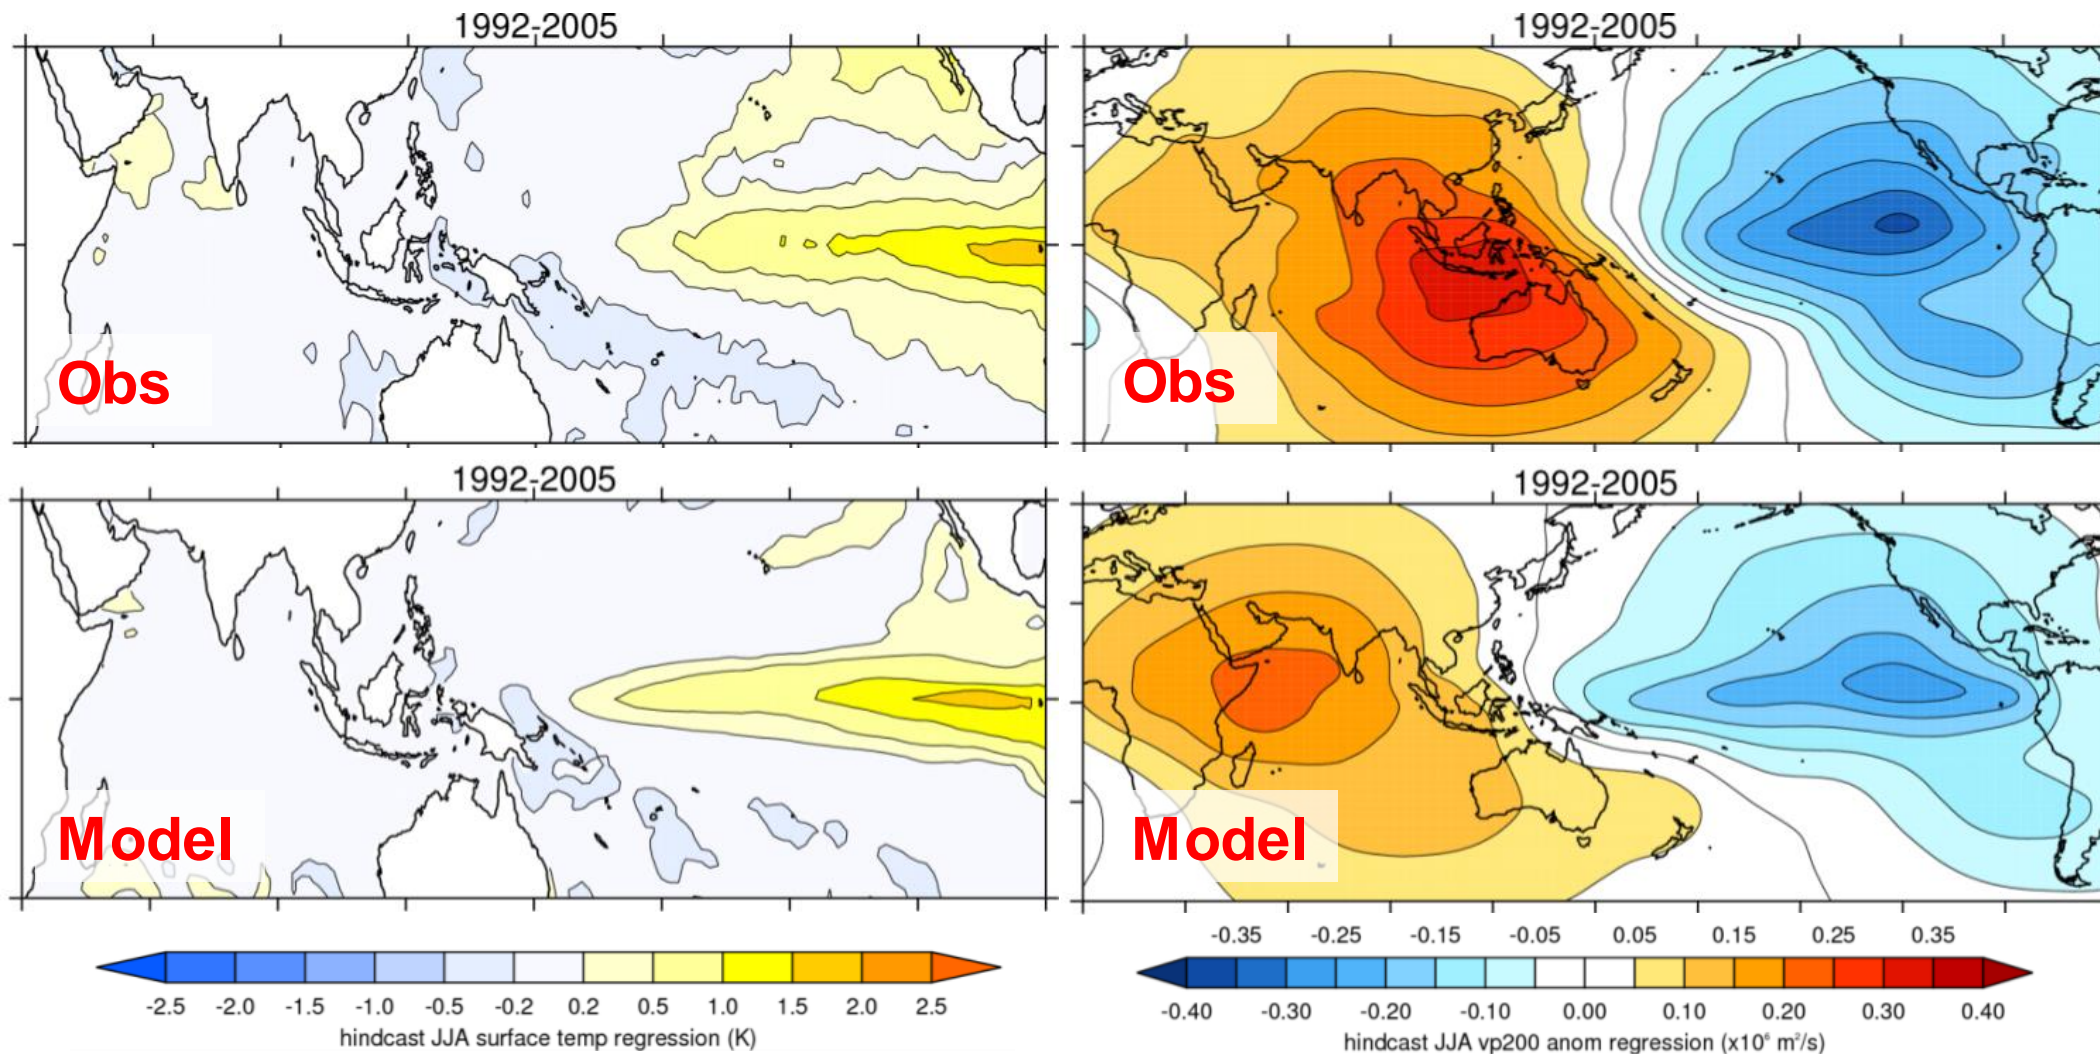 1992-2005
1992-2005
Obs
Obs
1992-2005
1992-2005
Model
Model
-2.5 -2.0 -1.5 -1.0 -0.5 -0.2 0.2 0.5 1.0 1.5 2.0 2.5
hindcast JJA surface temp regression (K)
-0.35 -0.25 -0.15 -0.05 0.05 0.15 0.25 0.35
-0.40 -0.30 -0.20 -0.10 0.00 0.10 0.20 0.30 0.40
hindcast JJA vp200 anom regression (x10⁶ m²/s)